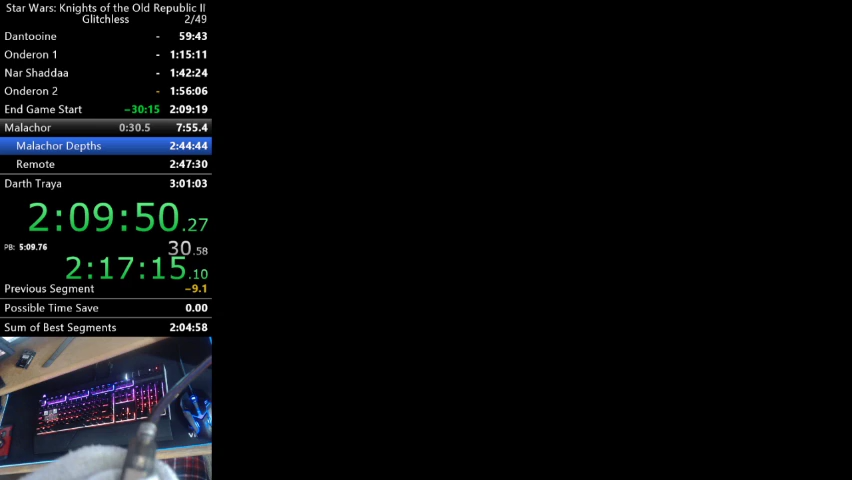 Star Wars: Knights of the Old Republic II
Glitchless 2/49
Dantooine - 59:43
Onderon 1 - 1:15:11
Nar Shaddaa - 1:42:24
Onderon 2 - 1:56:06
End Game Start −30:15 2:09:19
Malachor 0:30.5 7:55.4
Malachor Depths 2:44:44
Remote 2:47:30
Darth Traya 3:01:03
2:09:50.27
PB: 5:09.76 30.58
2:17:15.10
Previous Segment −9.1
Possible Time Save 0.00
Sum of Best Segments 2:04:58